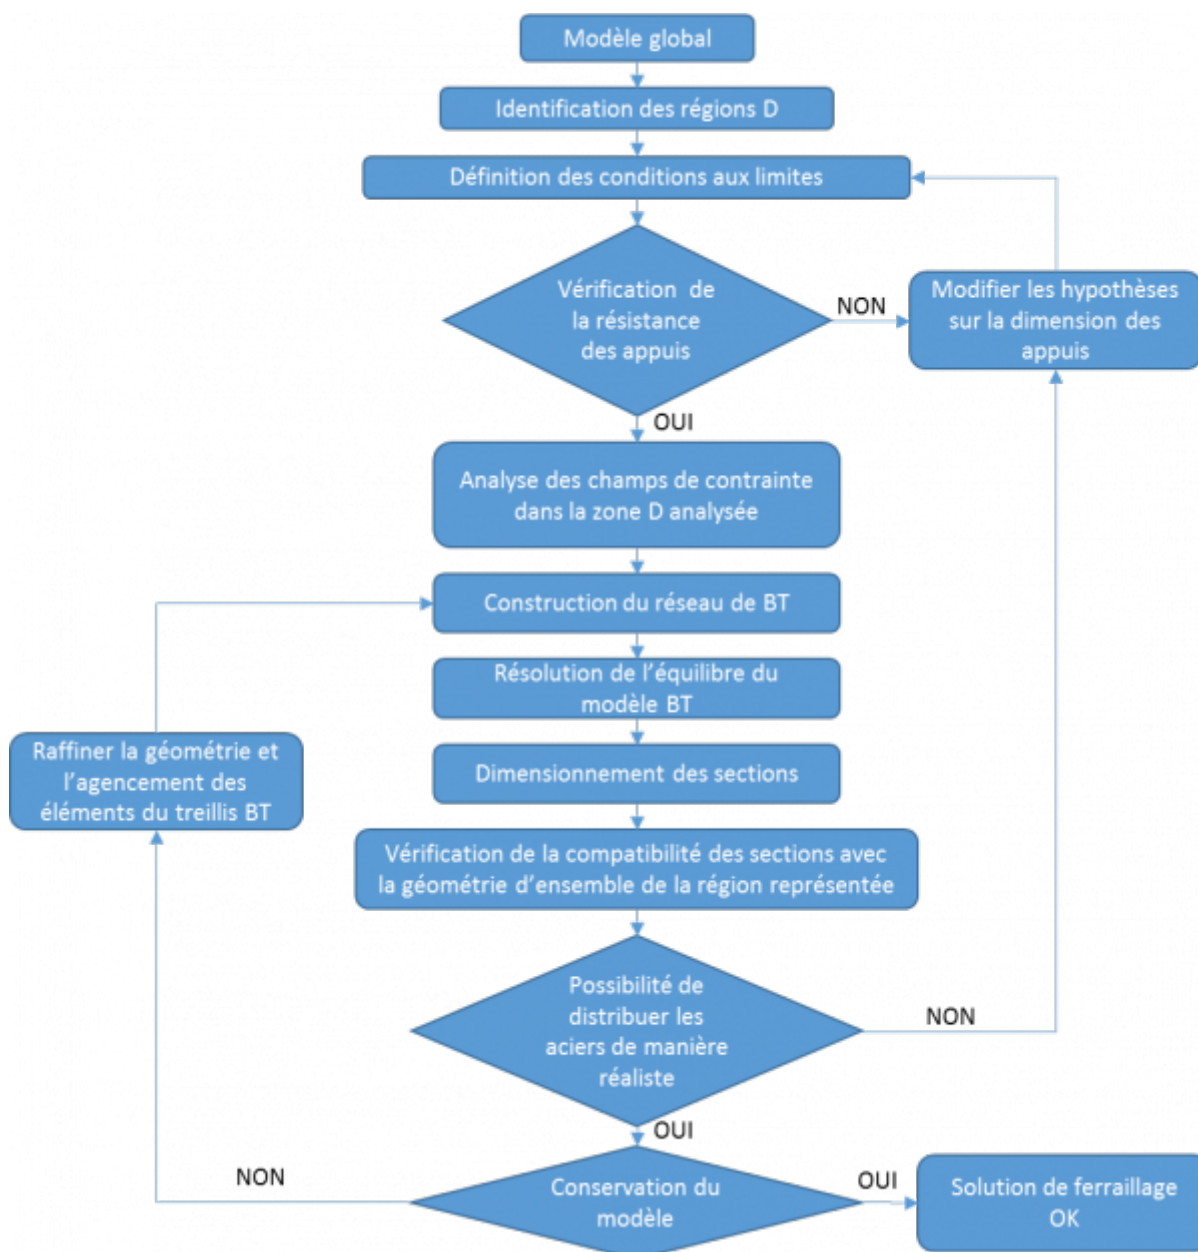 Modèle global
Identification des régions D
Définition des conditions aux limites
Vérification de
la résistance
des appuis
NON
Modifier les hypothèses
sur la dimension des
appuis
OUI
Analyse des champs de contrainte
dans la zone D analysée
Construction du réseau de BT
Résolution de l'équilibre du
modèle BT
Raffiner la géométrie et
l'agencement des
éléments du treillis BT
Dimensionnement des sections
Vérification de la compatibilité des sections avec
la géométrie d'ensemble de la région représentée
Possibilité de
distribuer les
aciers de manière
réaliste
NON
OUI
NON
Conservation du
modèle
OUI
Solution de ferraillage
OK